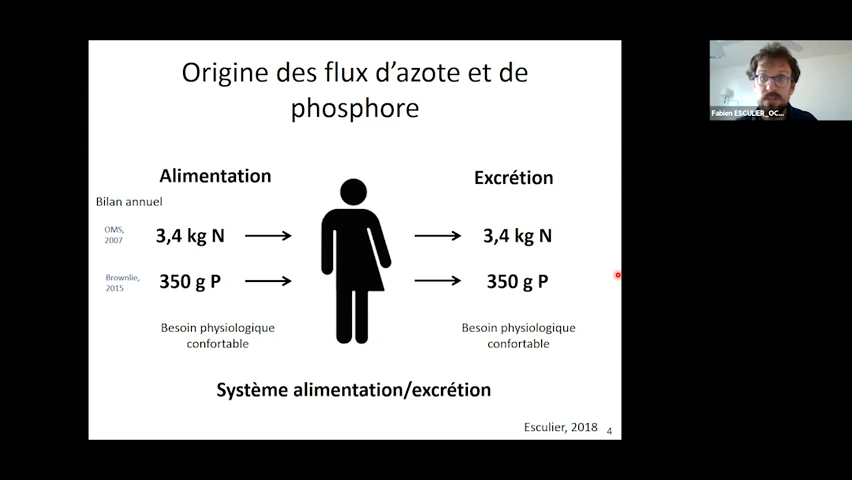 Origine des flux d'azote et de
phosphore
Alimentation
Excrétion
Bilan annuel
OMS,
2007
3,4 kg N
3,4 kg N
Brownlie,
2015
350 g P
350 g P
Besoin physiologique
confortable
Besoin physiologique
confortable
Système alimentation/excrétion
Esculier, 2018
4
Fabien ESCULIER_OC...